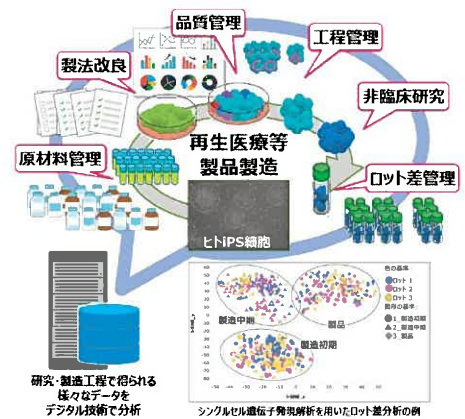 品質管理
工程管理
製法改良
非臨床研究
再生医療等
製品製造
原材料管理
ロット差管理
ヒトiPS細胞
色の基準:
ロット 1
ロット 2
ロット 3
製造中期
製品
1_製造初期
2_製造中期
3_製品
製造初期
研究・製造工程で得られる
様々なデータを
デジタル技術で分析
シングルセル遺伝子発現解析を用いたロット差分析の例